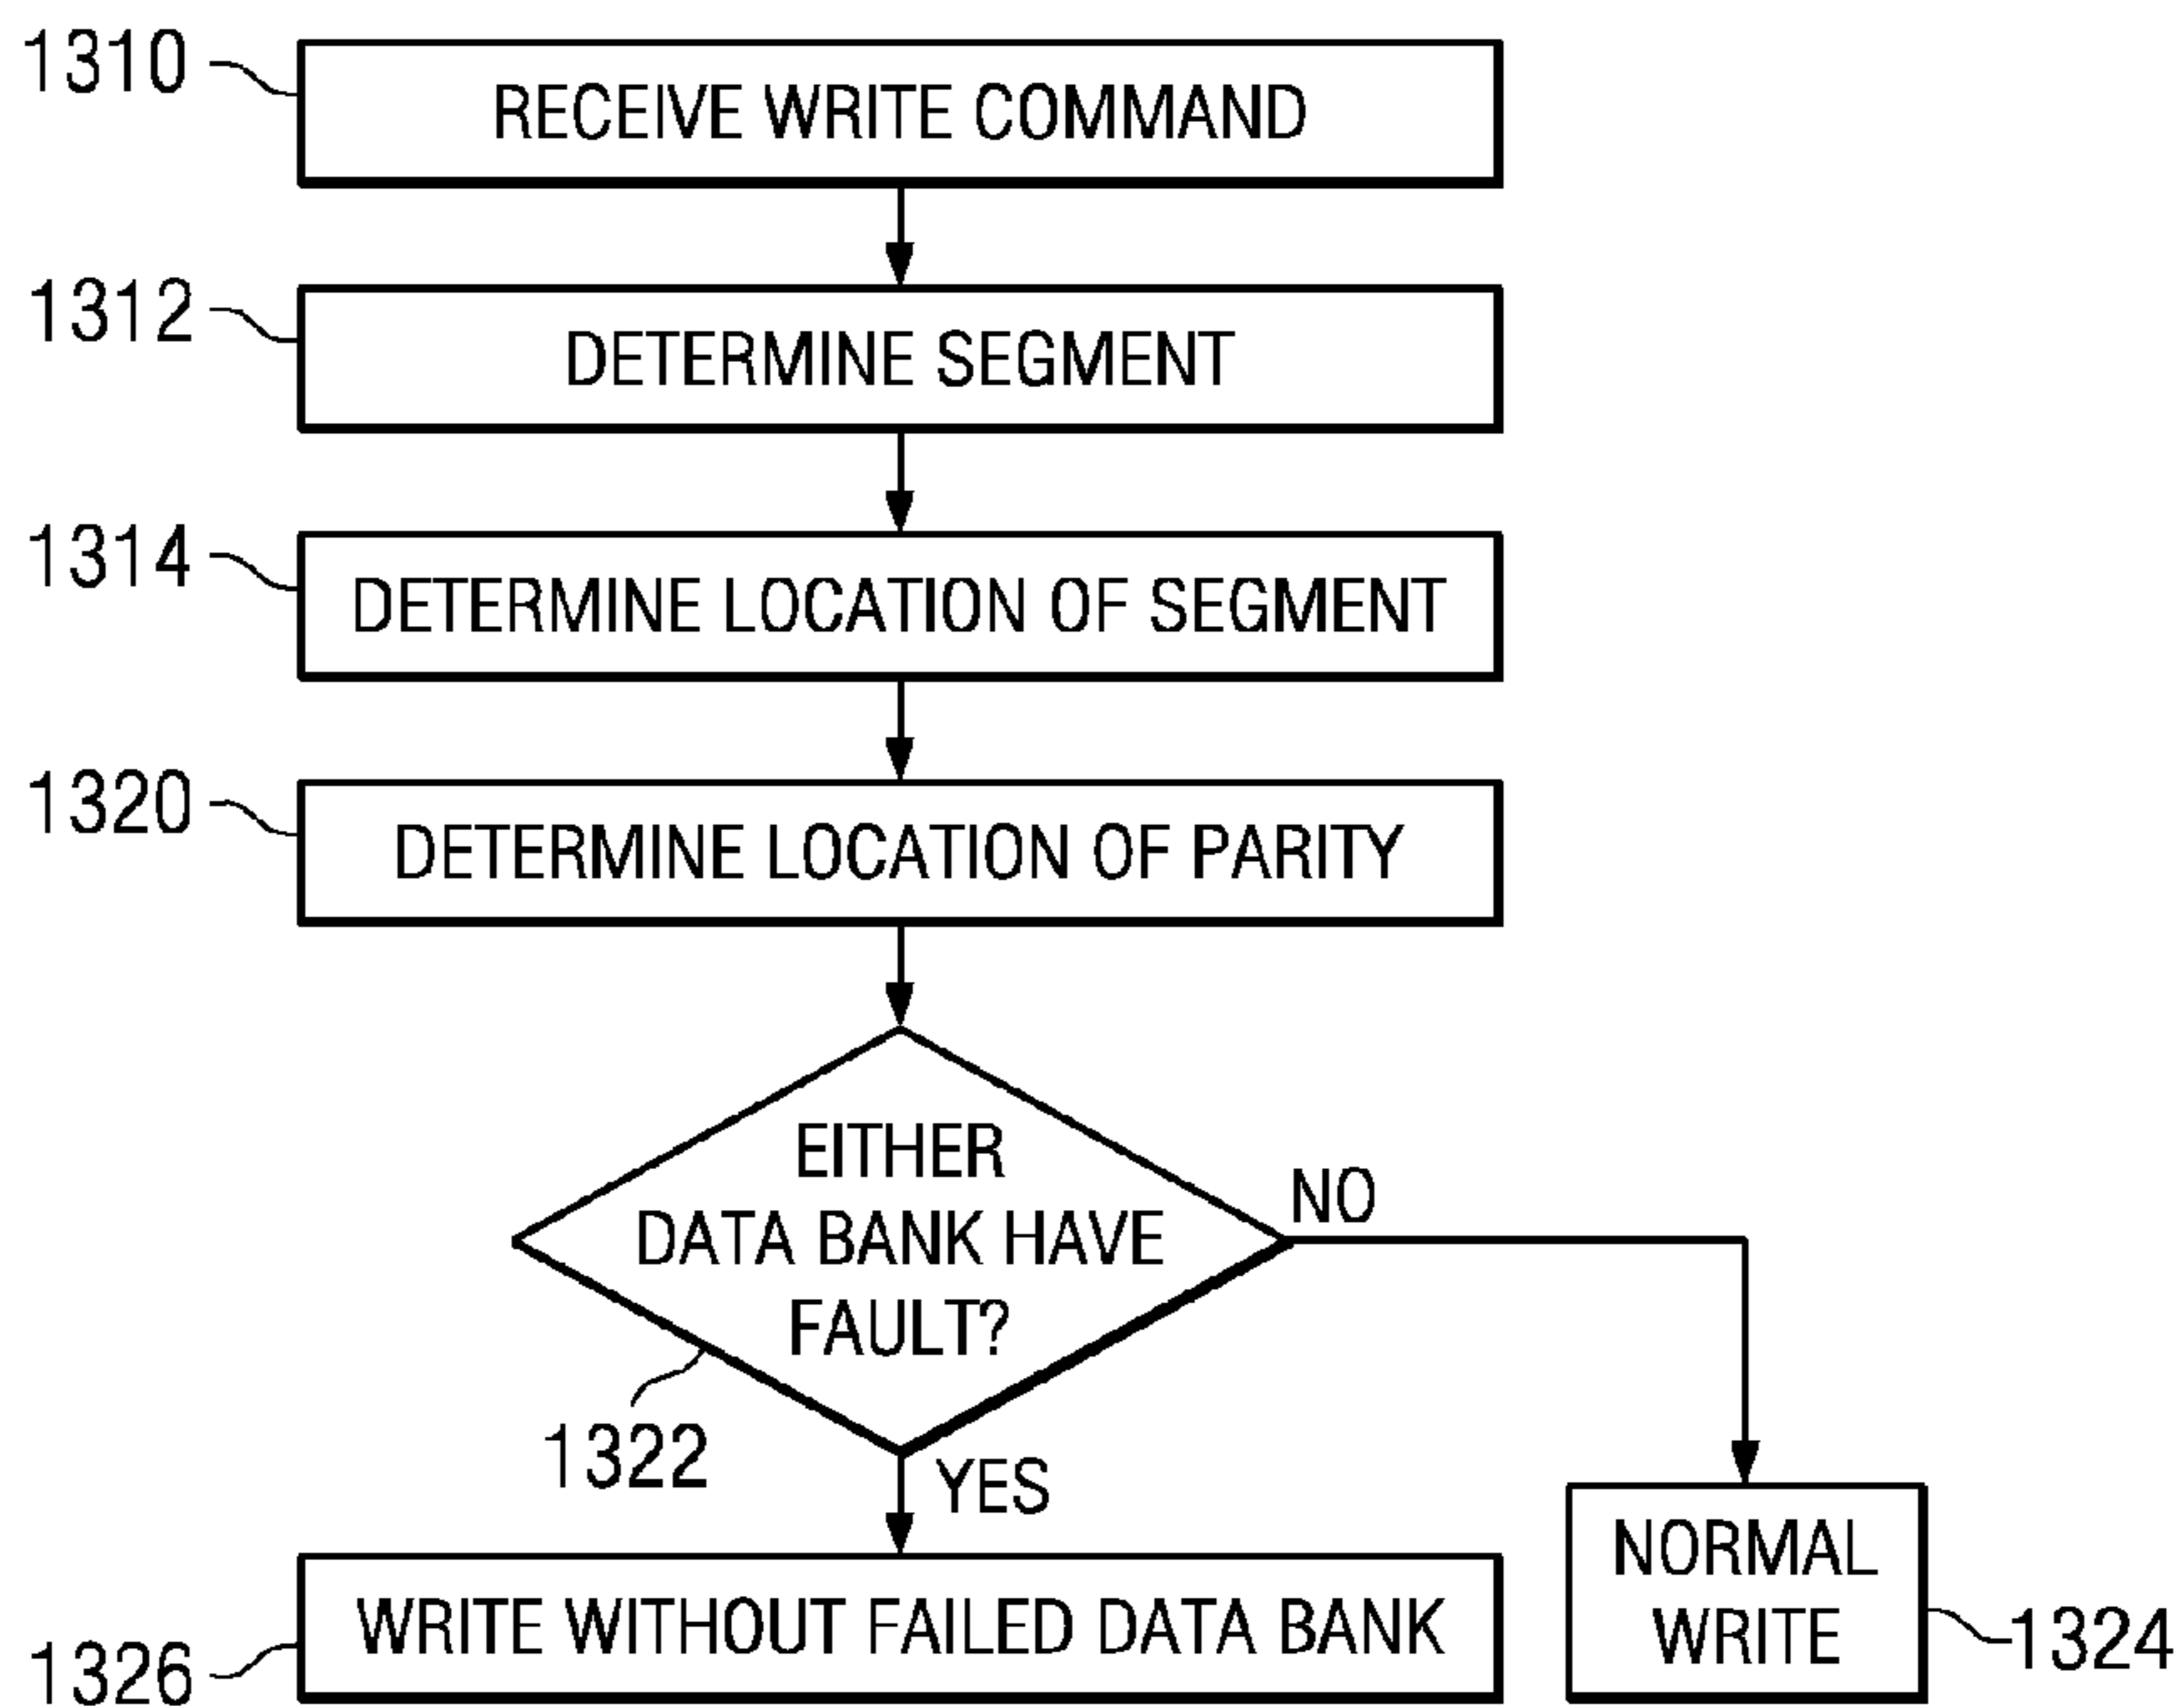 1310
RECEIVE WRITE COMMAND
1312
DETERMINE SEGMENT
1314
DETERMINE LOCATION OF SEGMENT
1320
DETERMINE LOCATION OF PARITY
EITHER
DATA BANK HAVE
FAULT?
NO
1322
YES
NORMAL
WRITE
1324
WRITE WITHOUT FAILED DATA BANK
1326